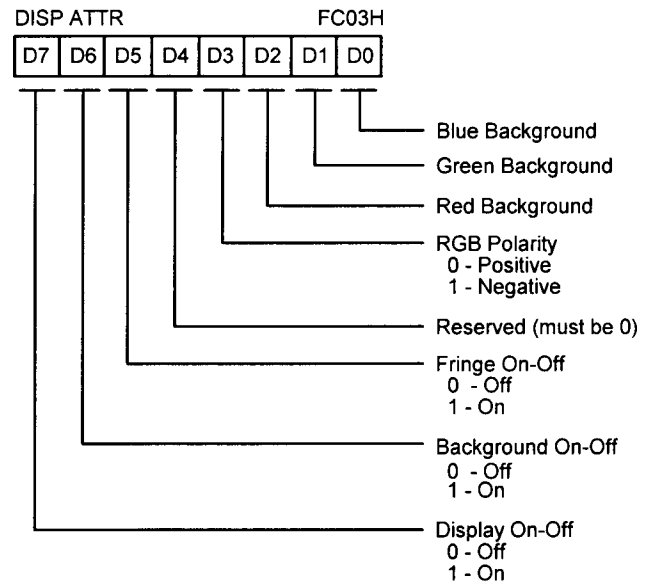 DISP ATTR FC03H
D7 D6 D5 D4 D3 D2 D1 D0
Blue Background
Green Background
Red Background
RGB Polarity
0 - Positive
1 - Negative
Reserved (must be 0)
Fringe On-Off
0 - Off
1 - On
Background On-Off
0 - Off
1 - On
Display On-Off
0 - Off
1 - On